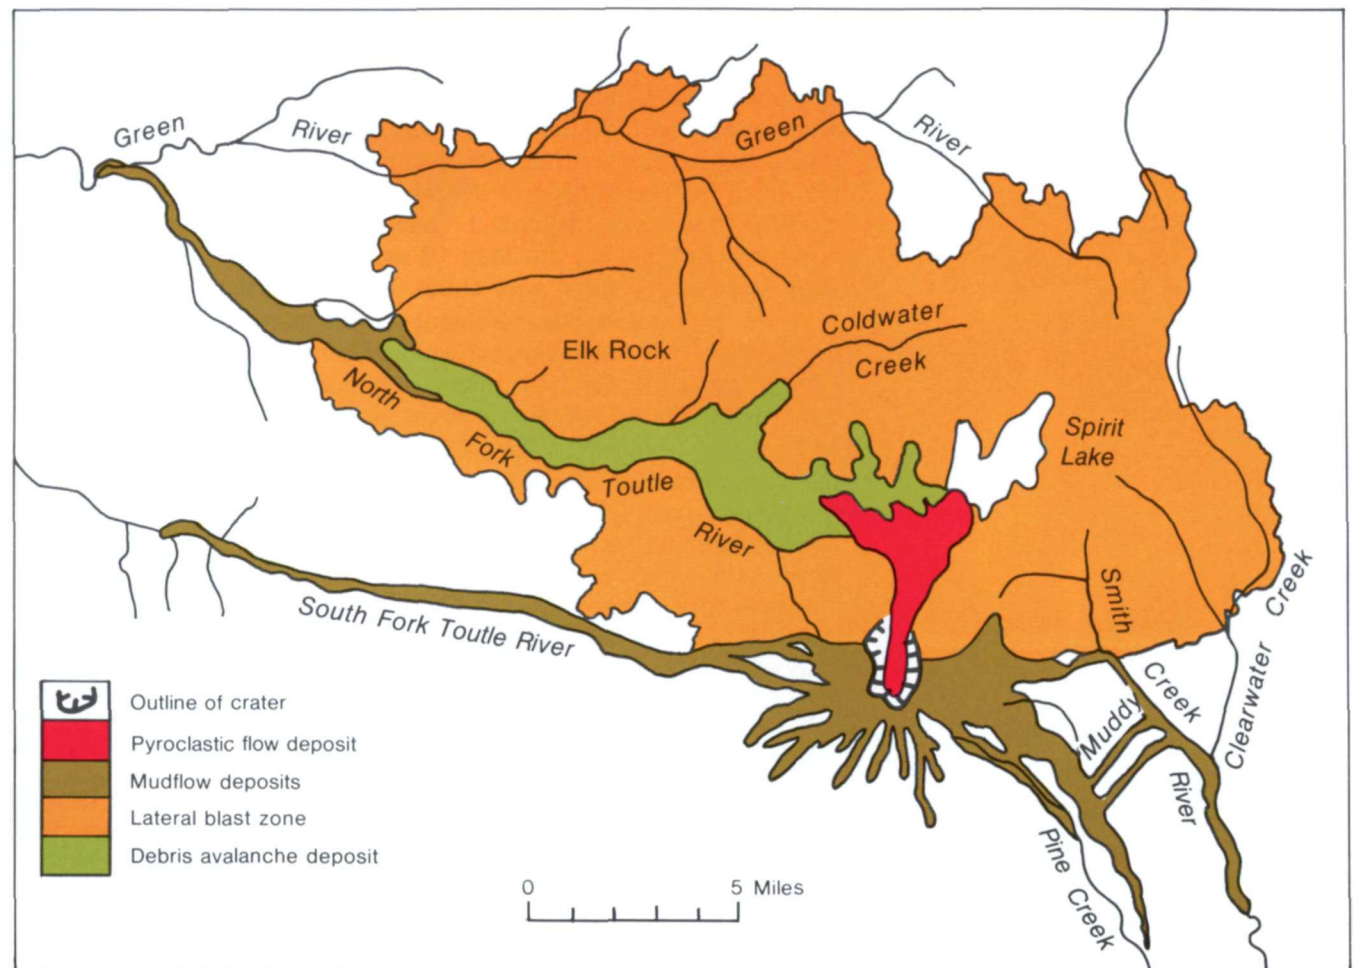 Green
River
Green
River
Coldwater
Creek
Elk Rock
North
Fork
Toutle
River
Spirit
Lake
Smith
Creek
Clearwater
Creek
Muddy
River
Pine Creek
South Fork Toutle River
Outline of crater
Pyroclastic flow deposit
Mudflow deposits
Lateral blast zone
Debris avalanche deposit
0 5 Miles